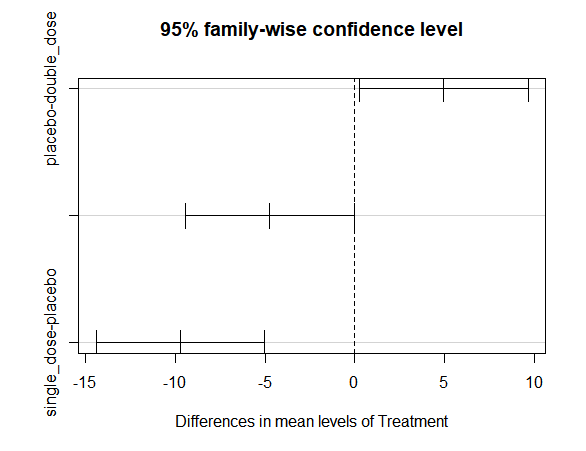 95% family-wise confidence level
placebo-double_dose
single_dose-placebo
-15 -10 -5 0 5 10
Differences in mean levels of Treatment